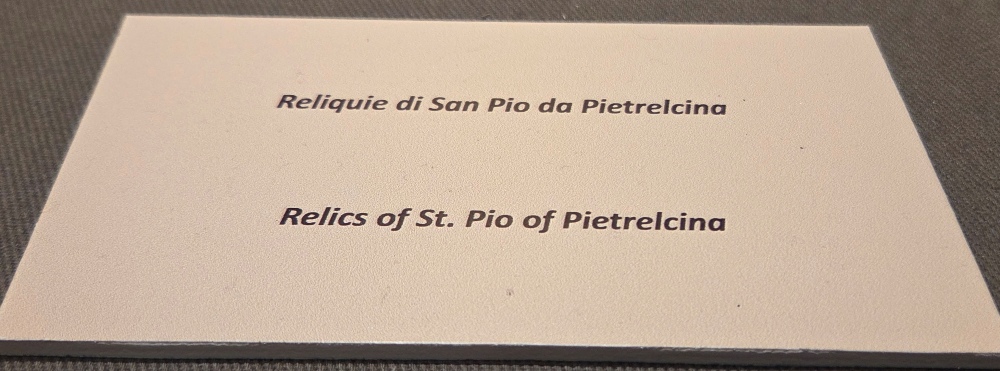 Reliquie di San Pio da Pietrelcina
Relics of St. Pio of Pietrelcina